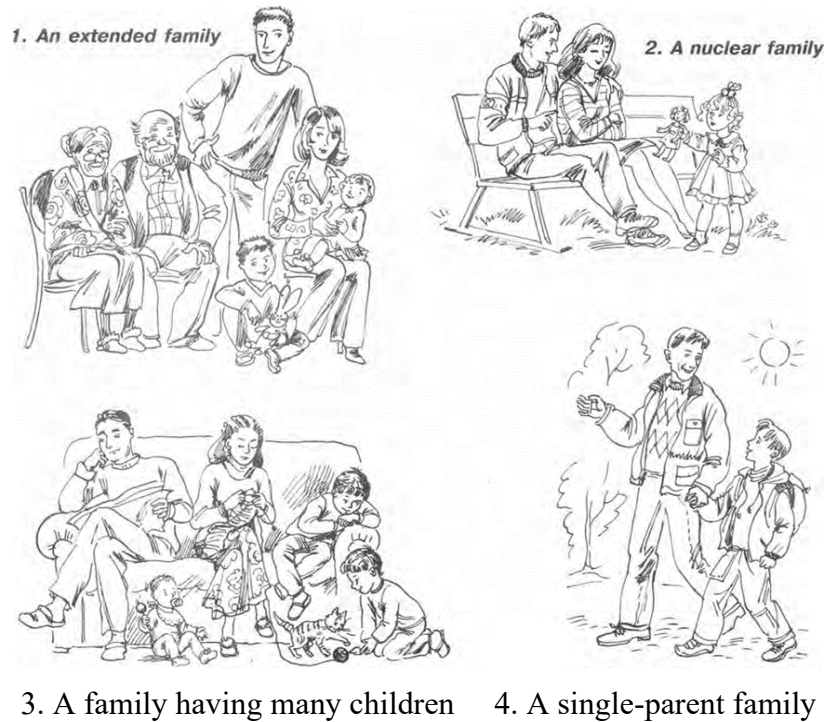 1. An extended family
2. A nuclear family
3. A family having many children
4. A single-parent family